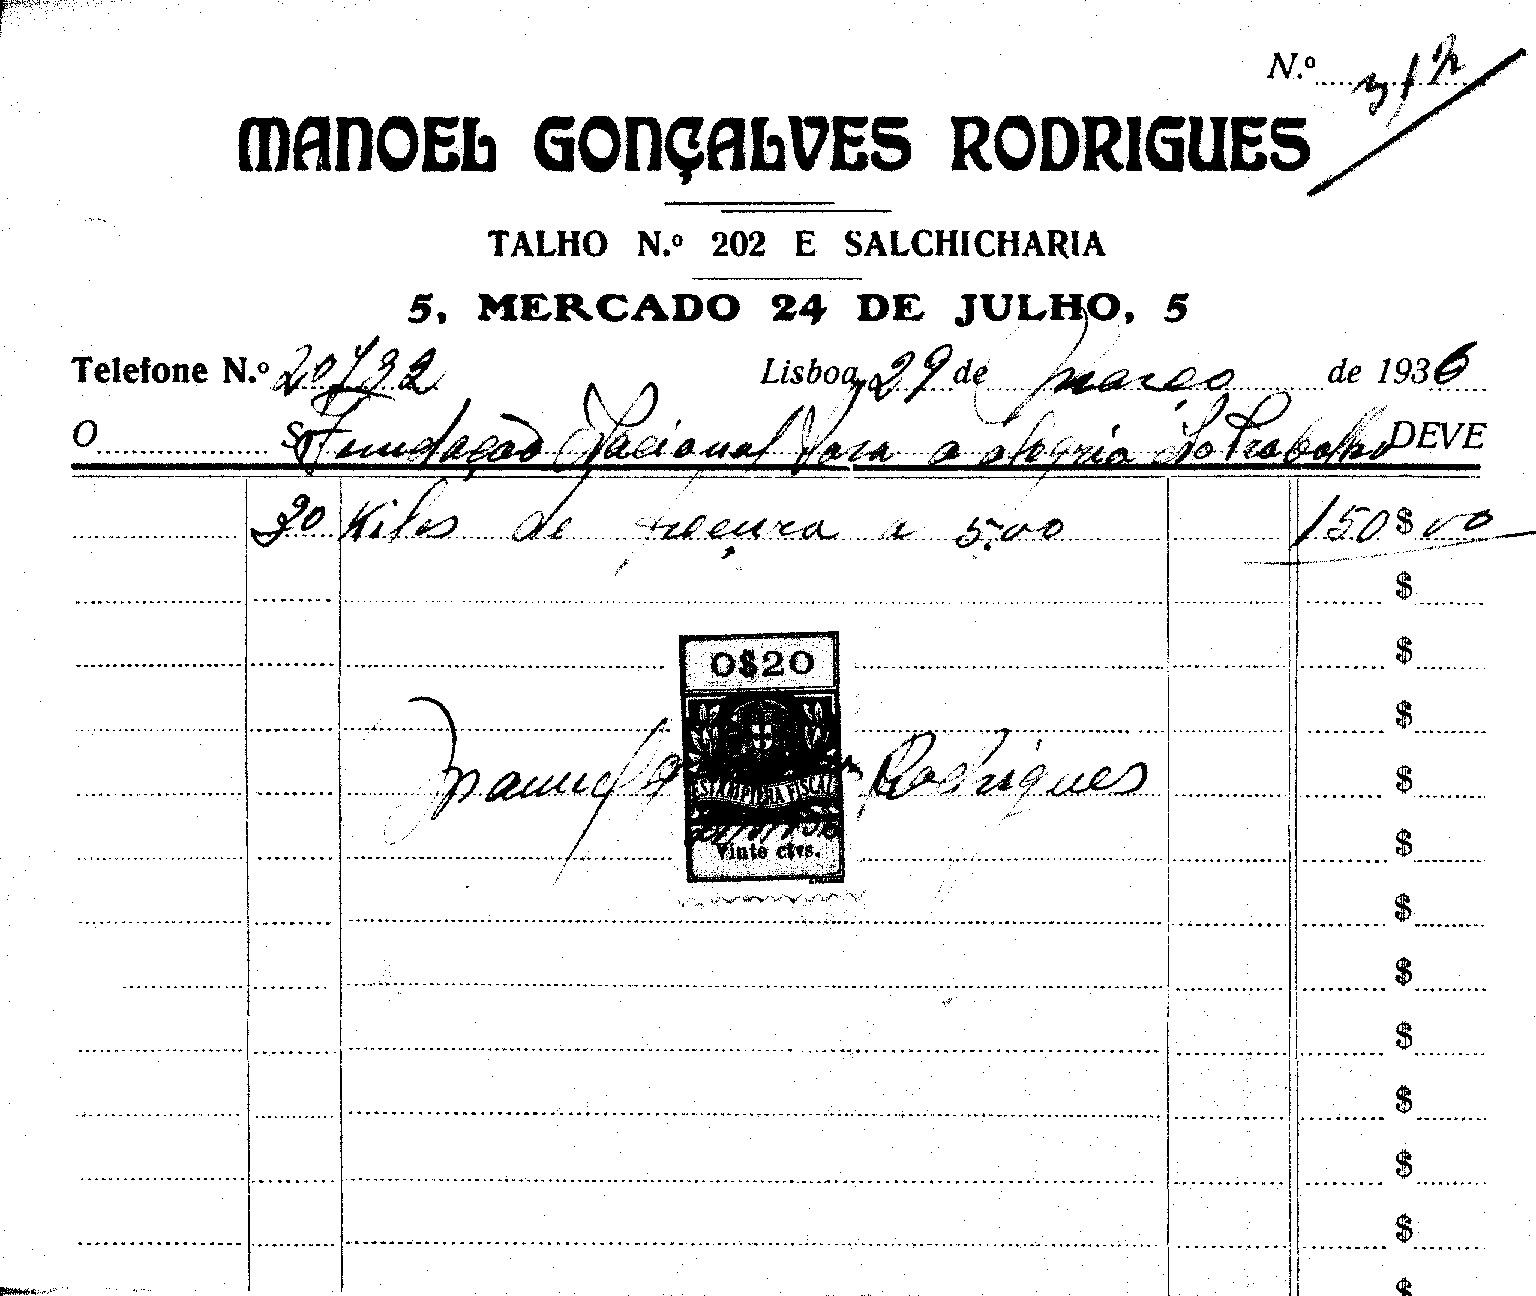 N.º
MANOEL GONÇALVES RODRIGUES
TALHO N.º 202 E SALCHICHARIA
5, MERCADO 24 DE JULHO, 5
Telefone N.º 20732 Lisboa, 29 de Março de 1936
O S Fundação Nacional Para a alegria no Trabalho DEVE
30 Kilos de a 5.00 150$00
$
$
0$20
$
Manuel Rodrigues
ESTAMPILHA FISCAL
$
Vinte ctvs.
$
$
$
$
$
$
$
$